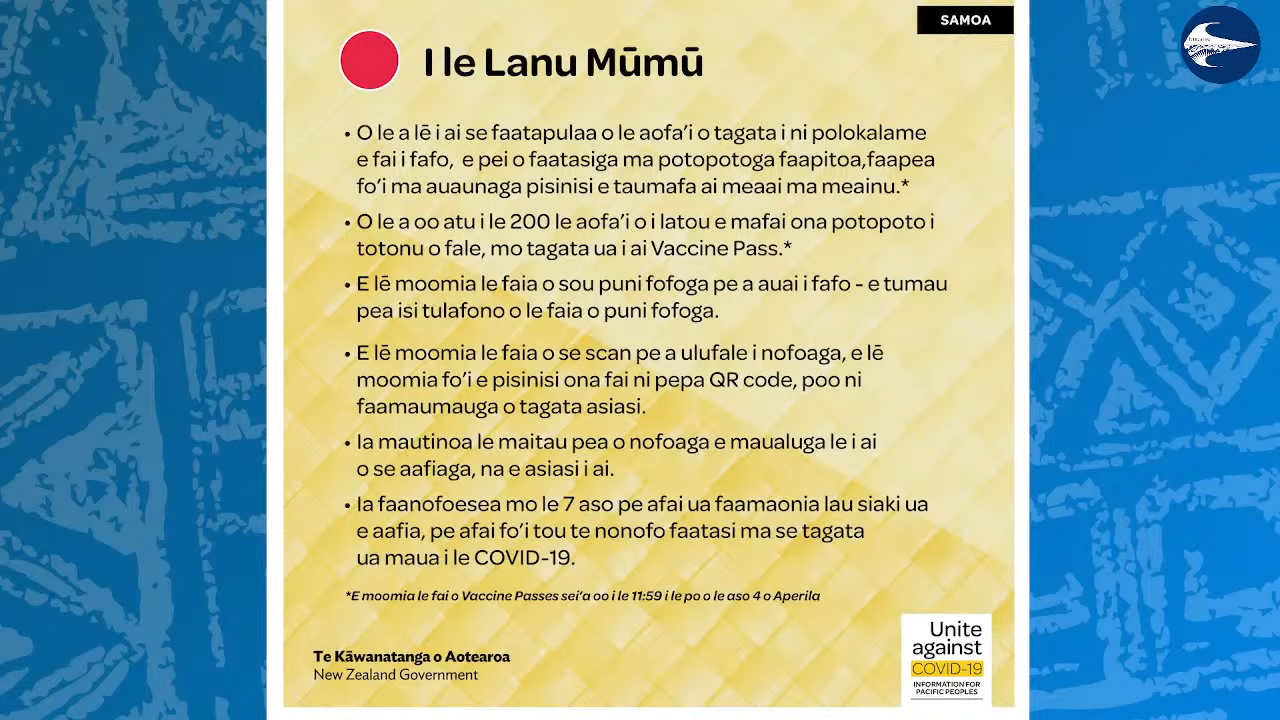 SAMOA
I le Lanu Mūmū
• O le a lē i ai se faatapulaa o le aofa’i o tagata i ni polokalame
e fai i fafo, e pei o faatasiga ma potopotoga faapitoa,faapea
fo’i ma auaunaga pisinisi e taumafa ai meaai ma meainu.*
• O le a oo atu i le 200 le aofa’i o i latou e mafai ona potopoto i
totonu o fale, mo tagata ua i ai Vaccine Pass.*
• E lē moomia le faia o sou puni fofoga pe a auai i fafo - e tumau
pea isi tulafono o le faia o puni fofoga.
• E lē moomia le faia o se scan pe a ulufale i nofoaga, e lē
moomia fo’i e pisinisi ona fai ni pepa QR code, poo ni
faamaumauga o tagata asiasi.
• Ia mautinoa le maitau pea o nofoaga e maualuga le i ai
o se aafiaga, na e asiasi i ai.
• Ia faanofoesea mo le 7 aso pe afai ua faamaonia lau siaki ua
e aafia, pe afai fo’i tou te nonofo faatasi ma se tagata
ua maua i le COVID-19.
*E moomia le fai o Vaccine Passes sei’a oo i le 11:59 i le po o le aso 4 o Aperila
Te Kāwanatanga o Aotearoa
New Zealand Government
Unite
against
COVID-19
INFORMATION FOR
PACIFIC PEOPLES